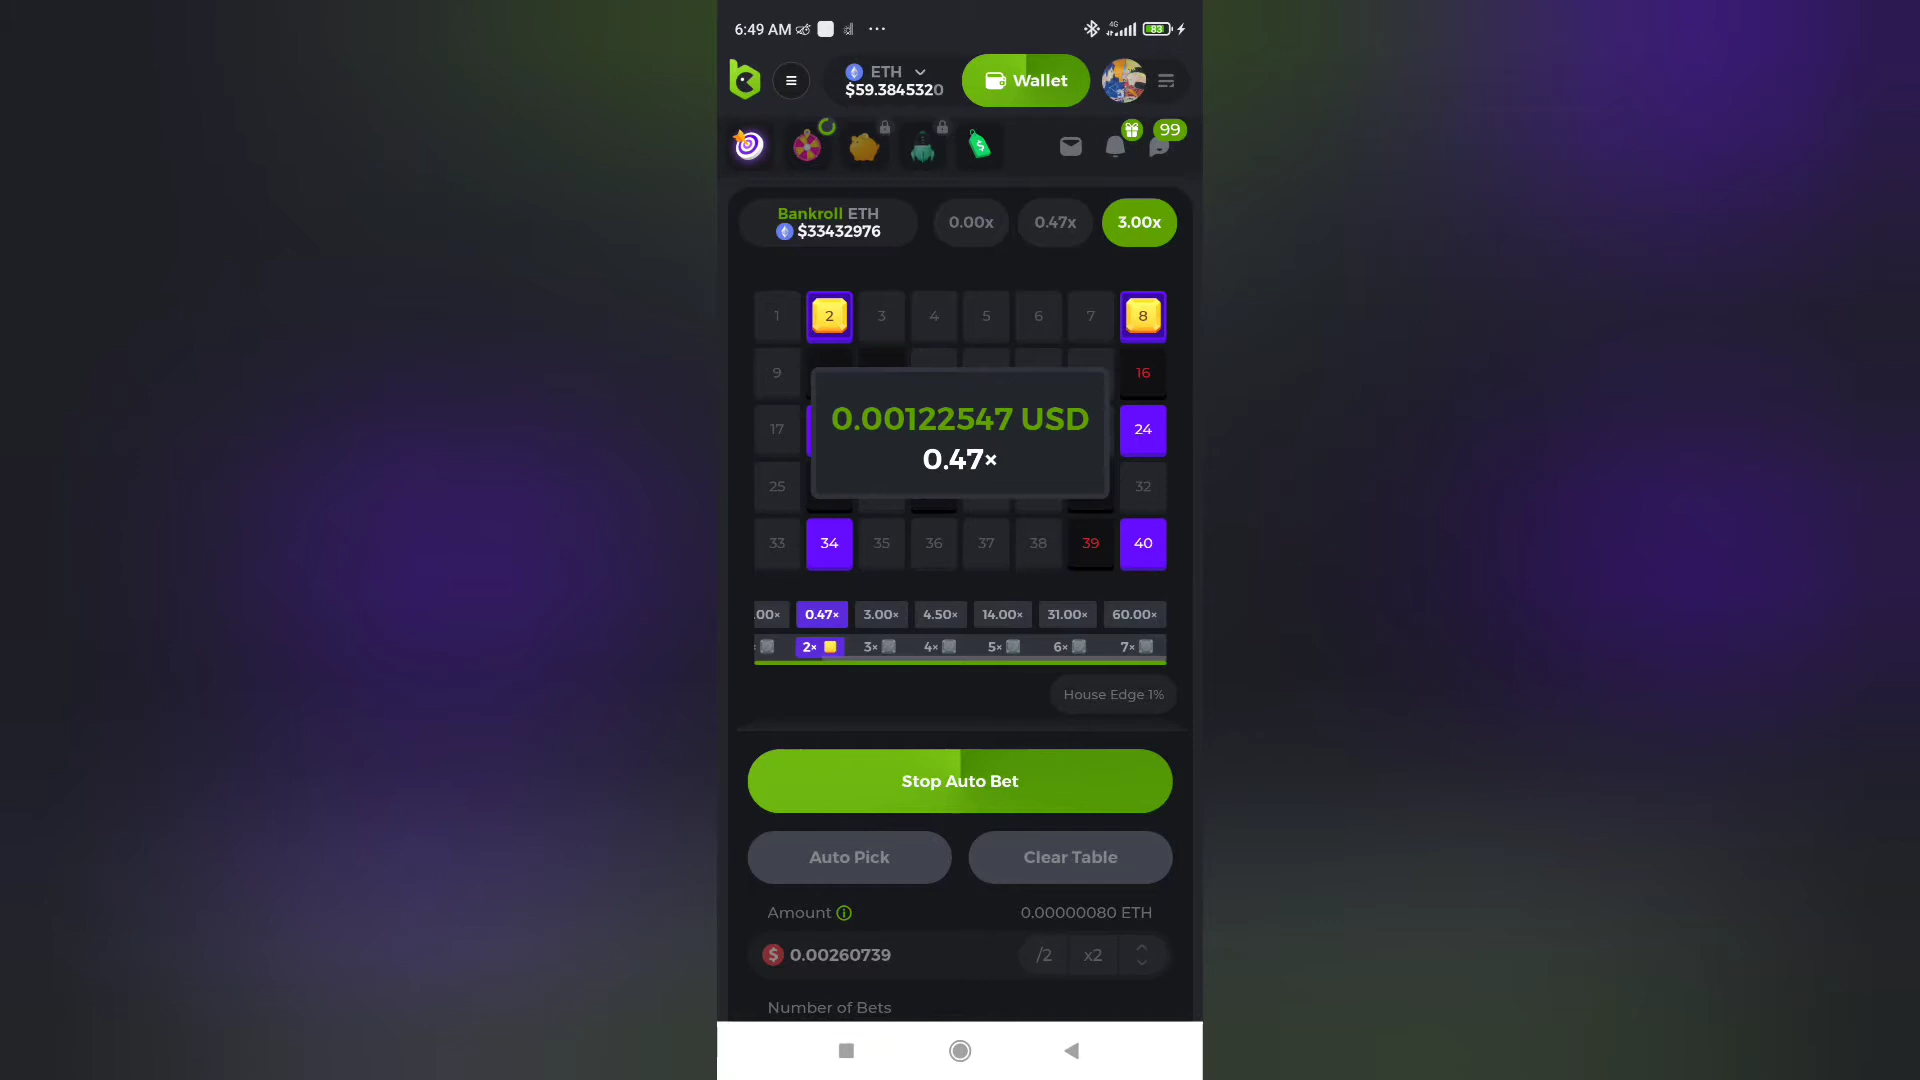 6:49 AM
4G
83
ETH
$59.3845320
Wallet
99
Bankroll ETH
$33432976
0.00x
0.47x
3.00x
1 2 3 4 5 6 7 8
9 16
17 24
25 32
33 34 35 36 37 38 39 40
0.00122547 USD
0.47×
.00× 0.47× 3.00× 4.50× 14.00× 31.00× 60.00×
2× 3× 4× 5× 6× 7×
House Edge 1%
Stop Auto Bet
Auto Pick
Clear Table
Amount
0.00000080 ETH
$ 0.00260739
/2
x2
Number of Bets